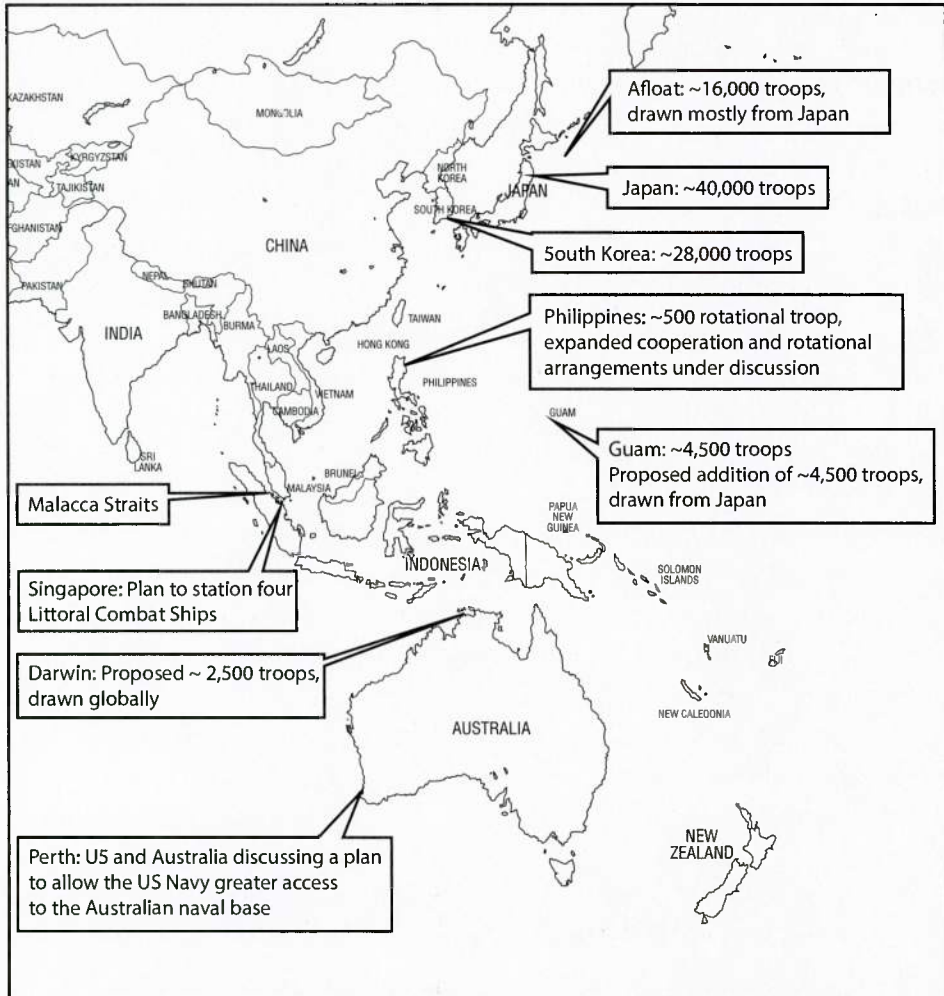 Afloat: ~16,000 troops,
drawn mostly from Japan
KAZAKHSTAN
MONGOLIA
KYRGYZSTAN
TAJIKISTAN
NORTH
KOREA
JAPAN
Japan: ~40,000 troops
SOUTH KOREA
CHINA
South Korea: ~28,000 troops
NEPAL
BHUTAN
PAKISTAN
BANGLADESH
INDIA
BURMA
TAIWAN
HONG KONG
LAOS
Philippines: ~500 rotational troop,
expanded cooperation and rotational
arrangements under discussion
THAILAND
VIETNAM
CAMBODIA
PHILIPPINES
GUAM
Guam: ~4,500 troops
Proposed addition of ~4,500 troops,
drawn from Japan
SRI
LANKA
BRUNEI
MALAYSIA
Malacca Straits
PAPUA
NEW
GUINEA
INDONESIA
SOLOMON
ISLANDS
Singapore: Plan to station four
Littoral Combat Ships
VANUATU
FIJI
Darwin: Proposed ~ 2,500 troops,
drawn globally
NEW CALEDONIA
AUSTRALIA
NEW
ZEALAND
Perth: US and Australia discussing a plan
to allow the US Navy greater access
to the Australian naval base